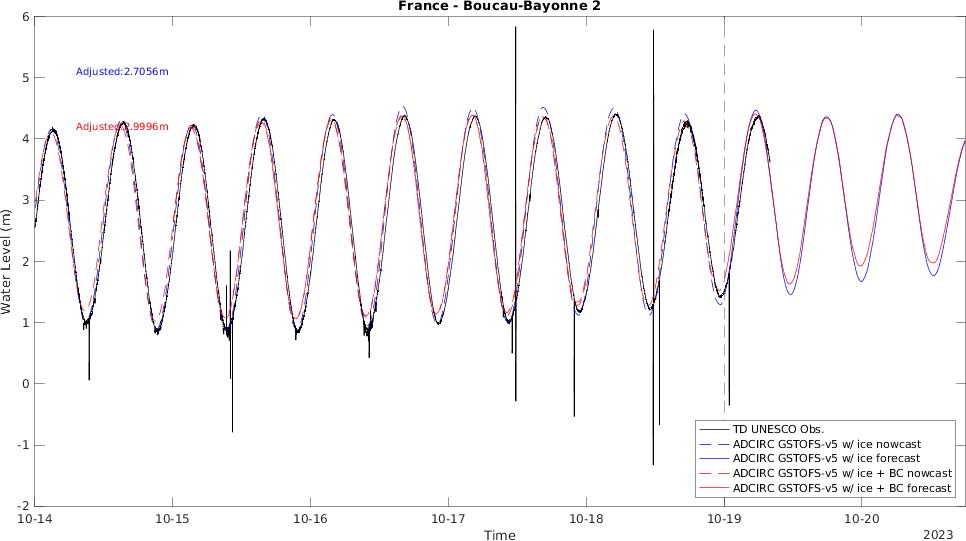 France - Boucau-Bayonne 2
6
5
4
3
2
1
0
-1
-2
Water Level (m)
Adjusted:2.7056m
Adjusted:2.9996m
TD UNESCO Obs.
ADCIRC GSTOFS-v5 w/ ice nowcast
ADCIRC GSTOFS-v5 w/ ice forecast
ADCIRC GSTOFS-v5 w/ ice + BC nowcast
ADCIRC GSTOFS-v5 w/ ice + BC forecast
10-14 10-15 10-16 10-17 10-18 10-19 10-20
Time
2023